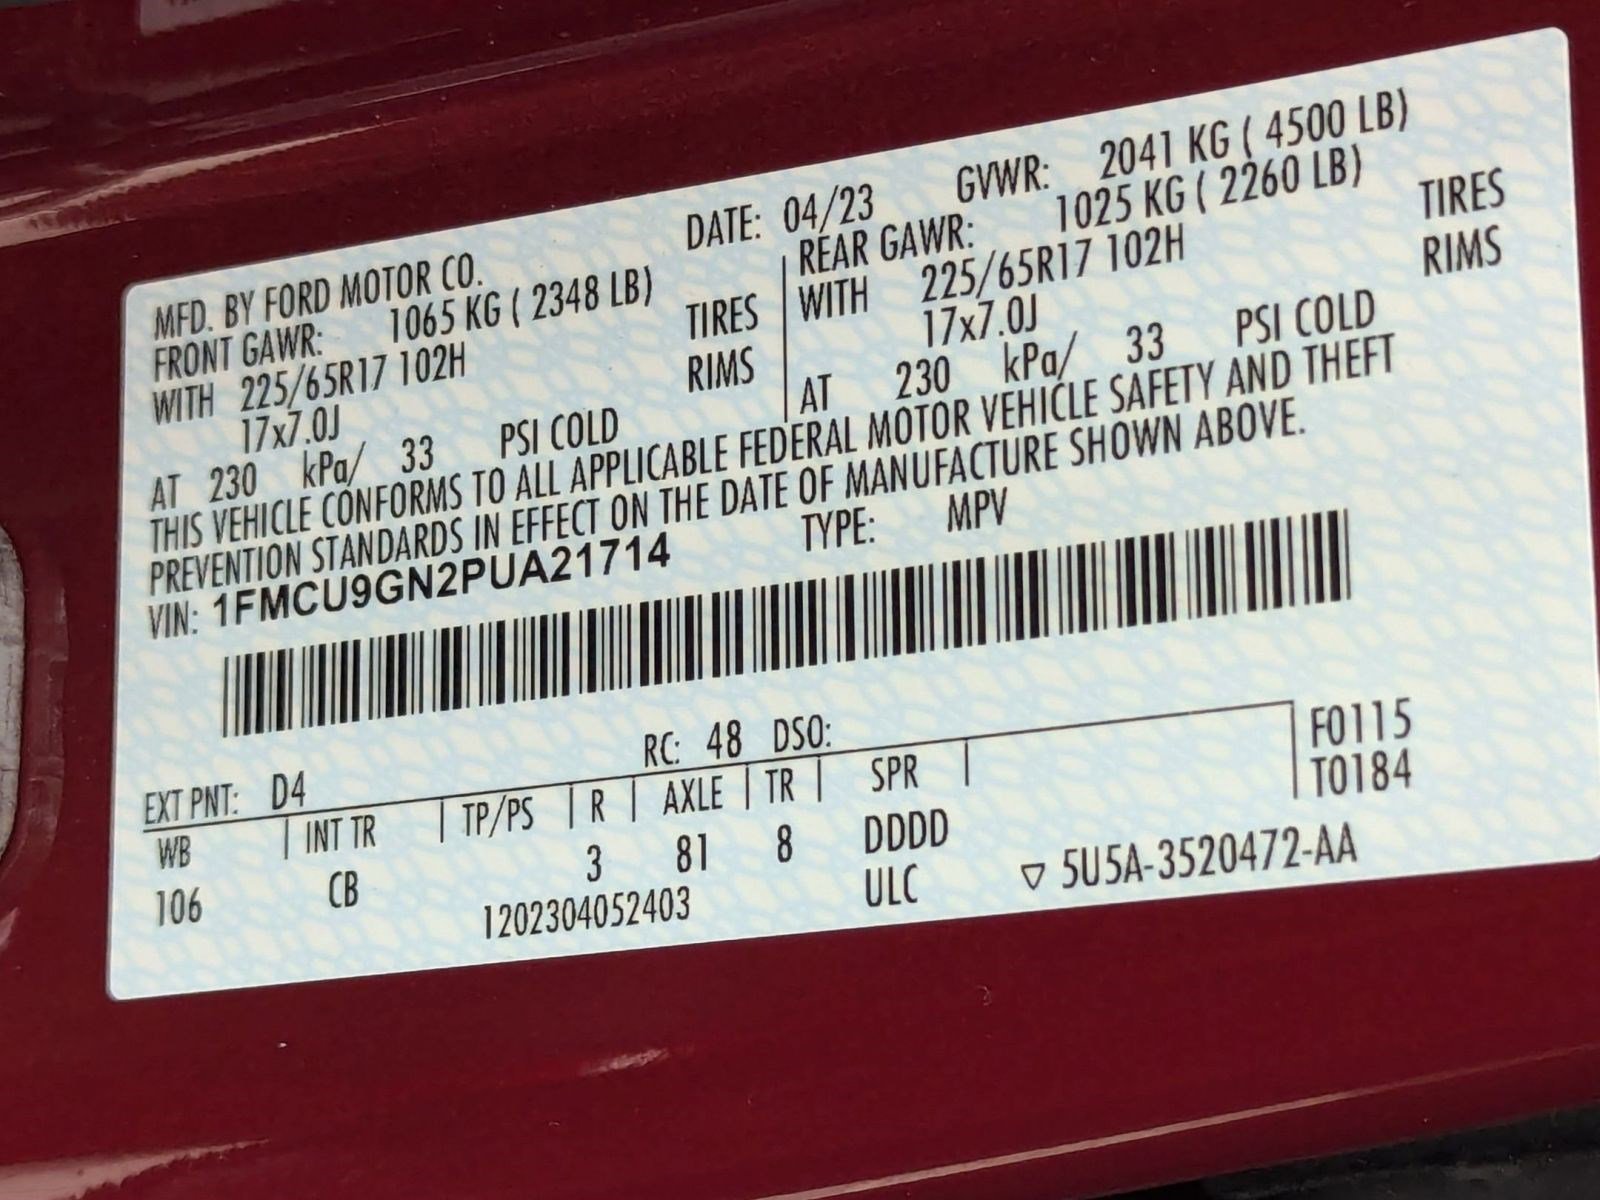 MFD. BY FORD MOTOR CO. DATE: 04/23 GVWR: 2041 KG ( 4500 LB)
FRONT GAWR: 1065 KG ( 2348 LB) REAR GAWR: 1025 KG ( 2260 LB)
WITH 225/65R17 102H TIRES WITH 225/65R17 102H TIRES
17x7.0J RIMS 17x7.0J RIMS
AT 230 kPa/ 33 PSI COLD AT 230 kPa/ 33 PSI COLD
THIS VEHICLE CONFORMS TO ALL APPLICABLE FEDERAL MOTOR VEHICLE SAFETY AND THEFT
PREVENTION STANDARDS IN EFFECT ON THE DATE OF MANUFACTURE SHOWN ABOVE.
VIN: 1FMCU9GN2PUA21714 TYPE: MPV
EXT PNT: D4 RC: 48 DSO: F0115
WB INT TR TP/PS R AXLE TR SPR T0184
106 CB 3 81 8 DDDD
1202304052403 ULC ▽ 5U5A-3520472-AA